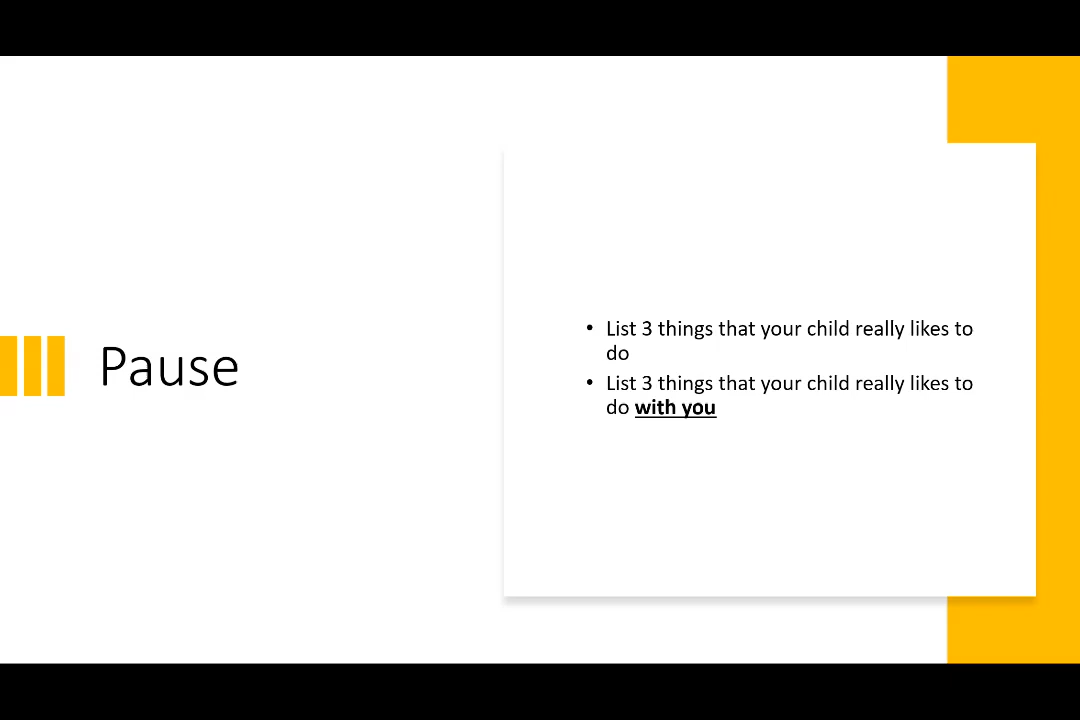 Pause
• List 3 things that your child really likes to
do
• List 3 things that your child really likes to
do with you